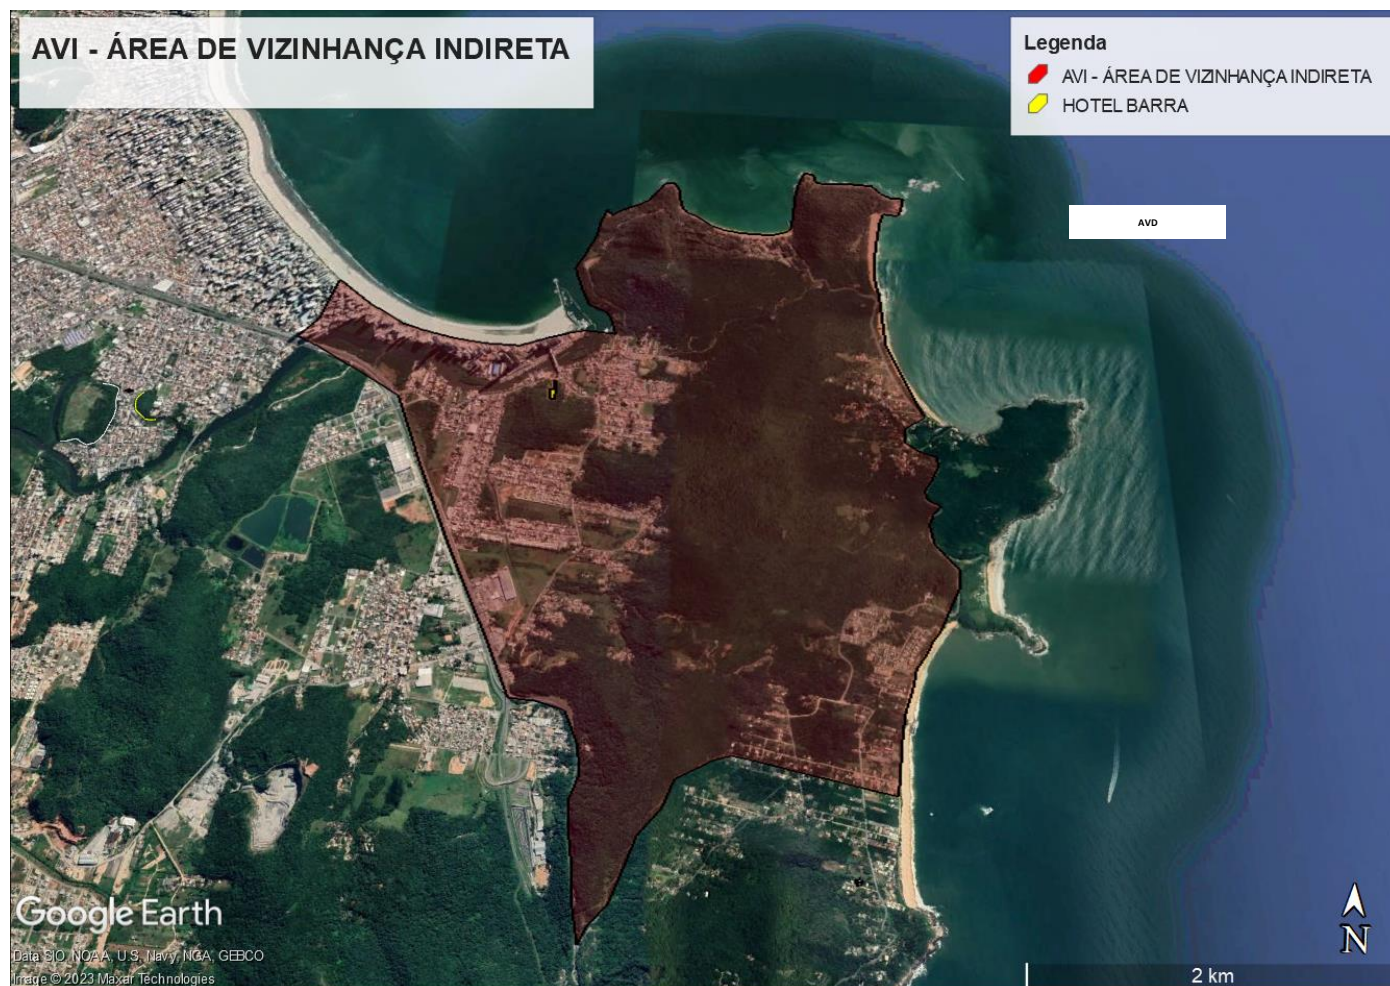 AVI - ÁREA DE VIZINHANÇA INDIRETA
Legenda
AVI - ÁREA DE VIZINHANÇA INDIRETA
HOTEL BARRA
AVD
Google Earth
Data SIO, NOAA, U.S. Navy, NGA, GEBCO
Image © 2023 Maxar Technologies
N
2 km